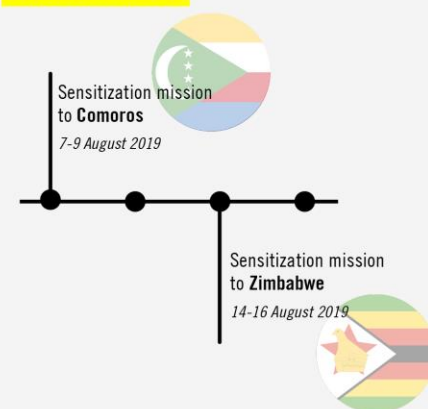 Sensitization mission
to Comoros
7-9 August 2019
Sensitization mission
to Zimbabwe
14-16 August 2019